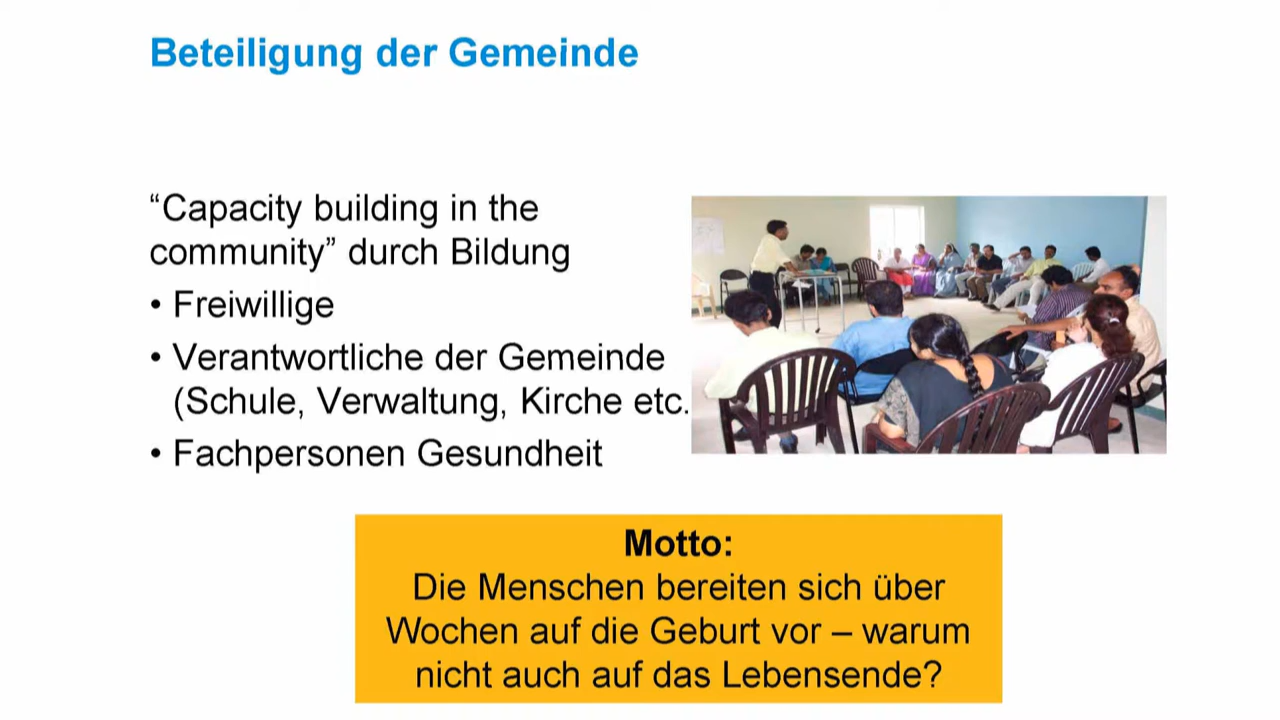 Beteiligung der Gemeinde
“Capacity building in the
community” durch Bildung
• Freiwillige
• Verantwortliche der Gemeinde
(Schule, Verwaltung, Kirche etc.
• Fachpersonen Gesundheit
Motto:
Die Menschen bereiten sich über
Wochen auf die Geburt vor – warum
nicht auch auf das Lebensende?